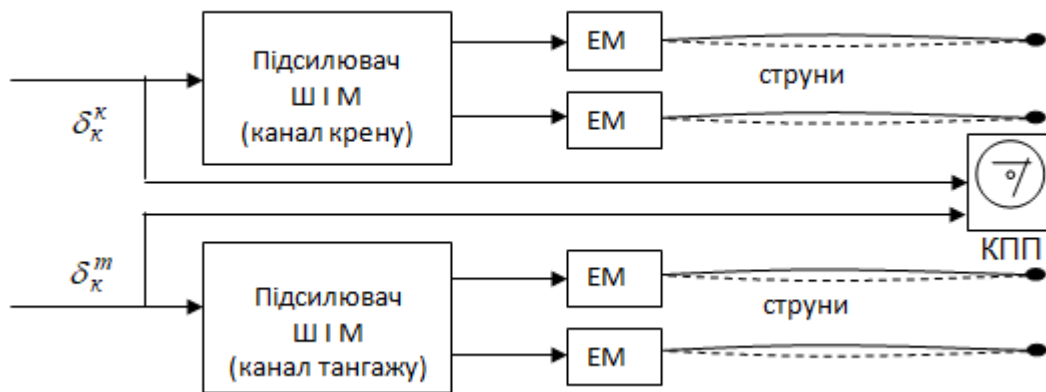 ЕМ
Підсилювач
Ш І М
(канал крену)
струни
δ_к^к
ЕМ
КПП
δ_к^т
Підсилювач
Ш І М
(канал тангажу)
ЕМ
струни
ЕМ